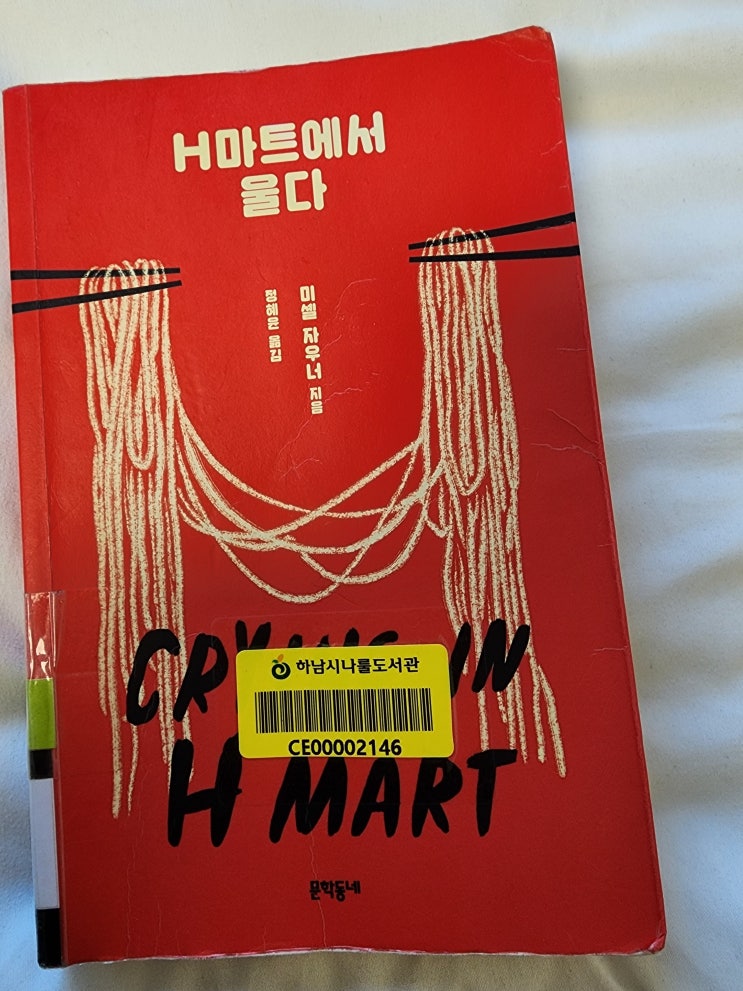 H마트에서
울다
미셸 자우너 지음
정혜윤 옮김
IN
하남시나룰도서관
CE00002146
H MART
문학동네